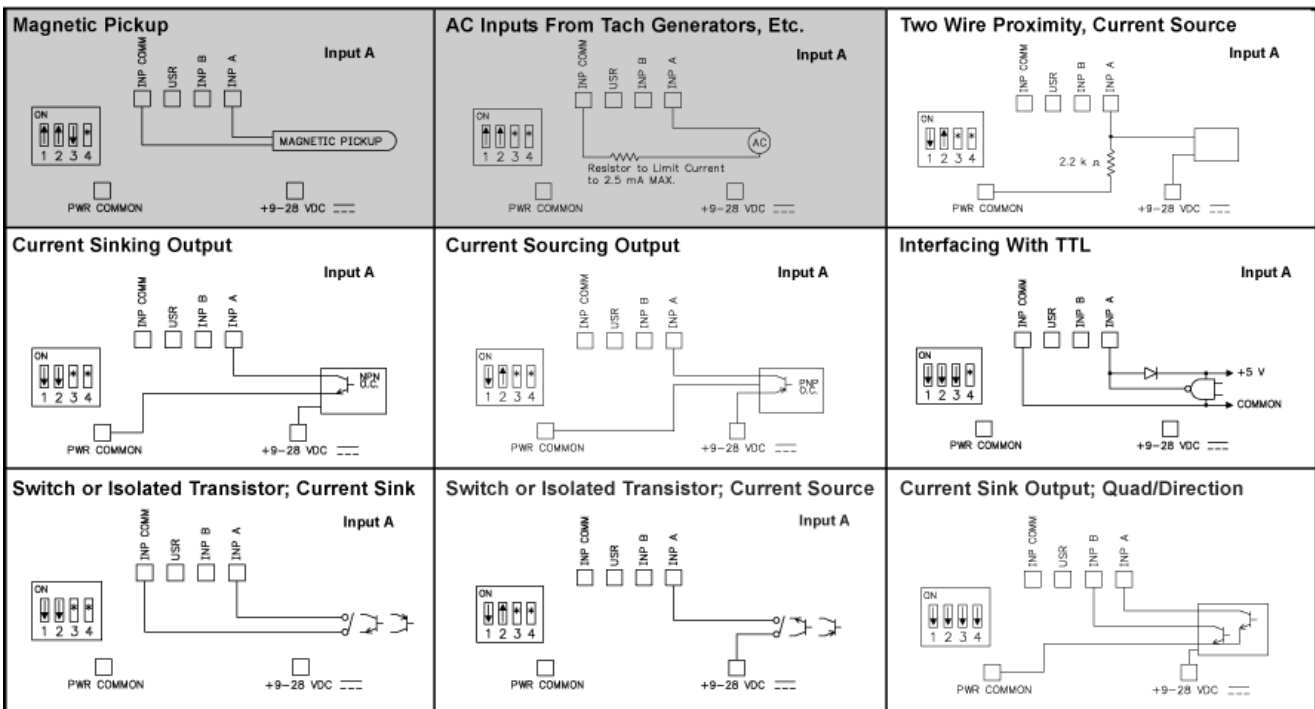 Magnetic Pickup
Input A
INP COMM
USR
INP B
INP A
ON
1 2 3 4
MAGNETIC PICKUP
PWR COMMON
+9-28 VDC
AC Inputs From Tach Generators, Etc.
Input A
INP COMM
USR
INP B
INP A
ON
* *
1 2 3 4
AC
Resistor to Limit Current
to 2.5 mA MAX.
PWR COMMON
+9-28 VDC
Two Wire Proximity, Current Source
Input A
INP COMM
USR
INP B
INP A
ON
* *
1 2 3 4
2.2 k Ω
PWR COMMON
+9-28 VDC
Current Sinking Output
Input A
INP COMM
USR
INP B
INP A
ON
* *
1 2 3 4
NPN
O.C.
PWR COMMON
+9-28 VDC
Current Sourcing Output
Input A
INP COMM
USR
INP B
INP A
ON
* *
1 2 3 4
PNP
O.C.
PWR COMMON
+9-28 VDC
Interfacing With TTL
Input A
INP COMM
USR
INP B
INP A
ON
*
1 2 3 4
+5 V
COMMON
PWR COMMON
+9-28 VDC
Switch or Isolated Transistor; Current Sink
Input A
INP COMM
USR
INP B
INP A
ON
* *
1 2 3 4
PWR COMMON
+9-28 VDC
Switch or Isolated Transistor; Current Source
Input A
INP COMM
USR
INP B
INP A
ON
* *
1 2 3 4
PWR COMMON
+9-28 VDC
Current Sink Output; Quad/Direction
INP COMM
USR
INP B
INP A
ON
1 2 3 4
PWR COMMON
+9-28 VDC